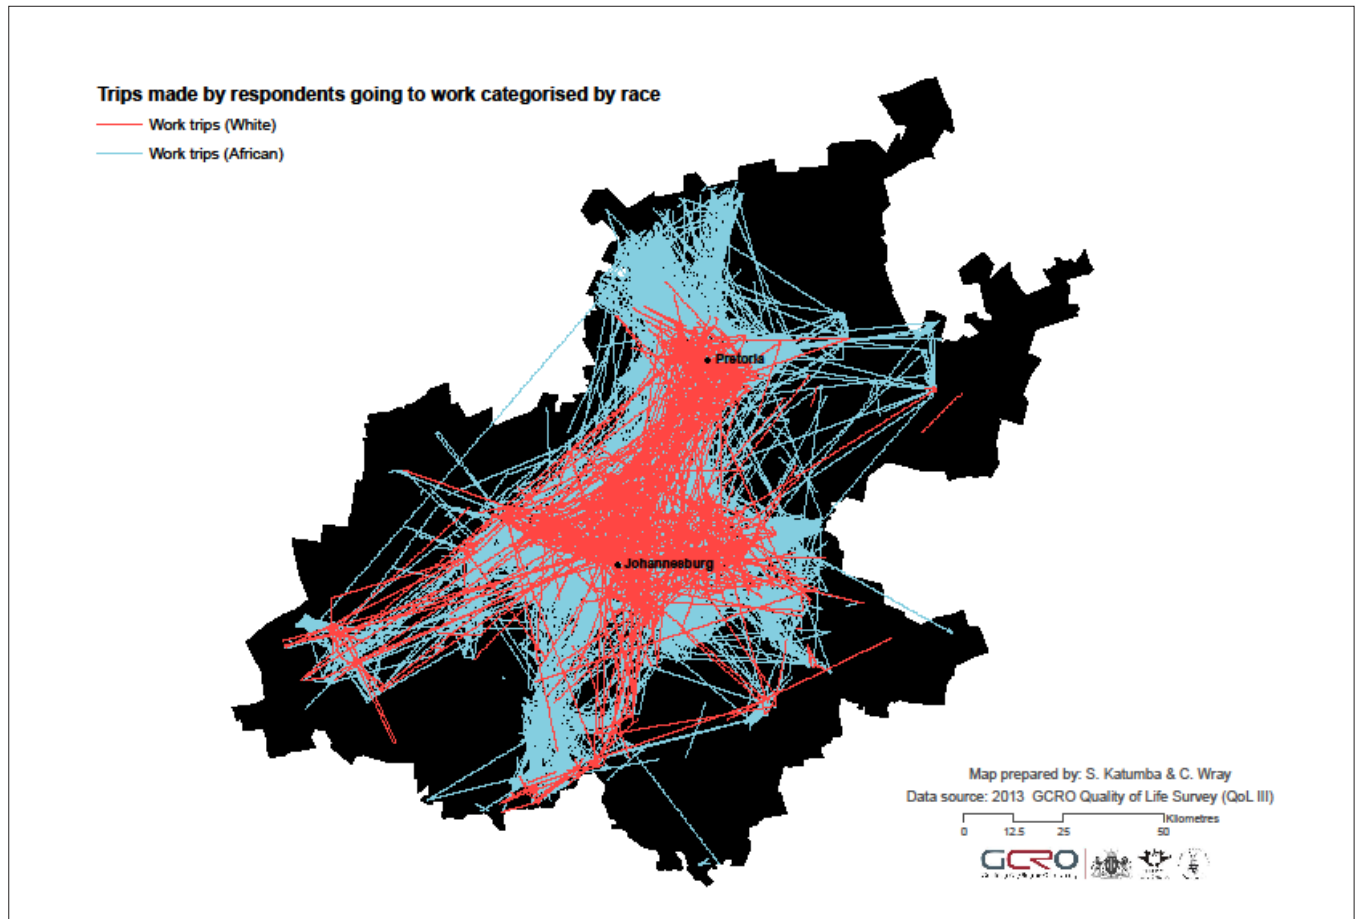 Trips made by respondents going to work categorised by race
Work trips (White)
Work trips (African)
Pretoria
Johannesburg
Map prepared by: S. Katumba & C. Wray
Data source: 2013 GCRO Quality of Life Survey (QoL III)
Kilometres
0 12.5 25 50
GCRO